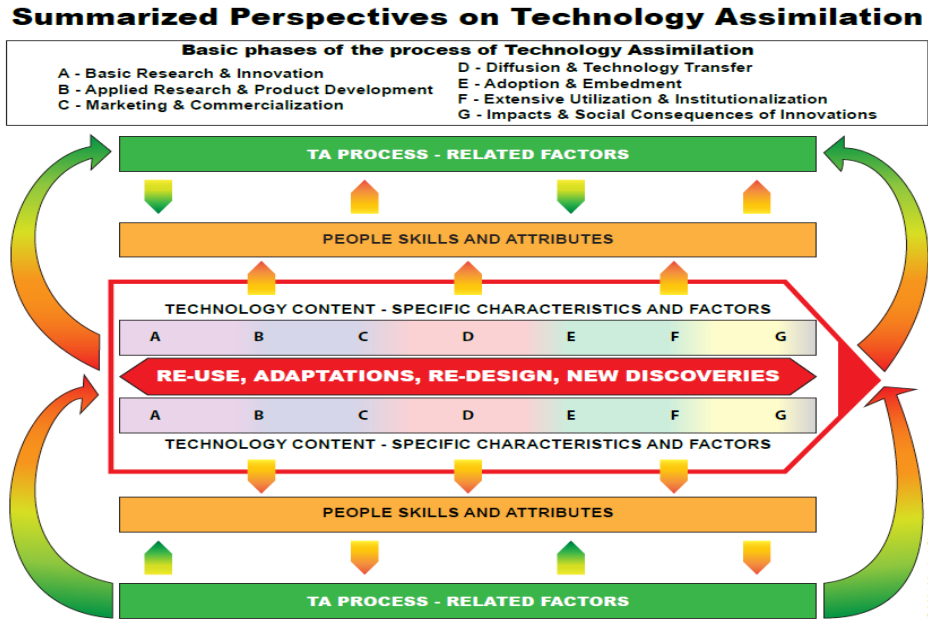 Summarized Perspectives on Technology Assimilation
Basic phases of the process of Technology Assimilation
A - Basic Research & Innovation
B - Applied Research & Product Development
C - Marketing & Commercialization
D - Diffusion & Technology Transfer
E - Adoption & Embedment
F - Extensive Utilization & Institutionalization
G - Impacts & Social Consequences of Innovations
TA PROCESS - RELATED FACTORS
PEOPLE SKILLS AND ATTRIBUTES
TECHNOLOGY CONTENT - SPECIFIC CHARACTERISTICS AND FACTORS
A B C D E F G
RE-USE, ADAPTATIONS, RE-DESIGN, NEW DISCOVERIES
A B C D E F G
TECHNOLOGY CONTENT - SPECIFIC CHARACTERISTICS AND FACTORS
PEOPLE SKILLS AND ATTRIBUTES
TA PROCESS - RELATED FACTORS